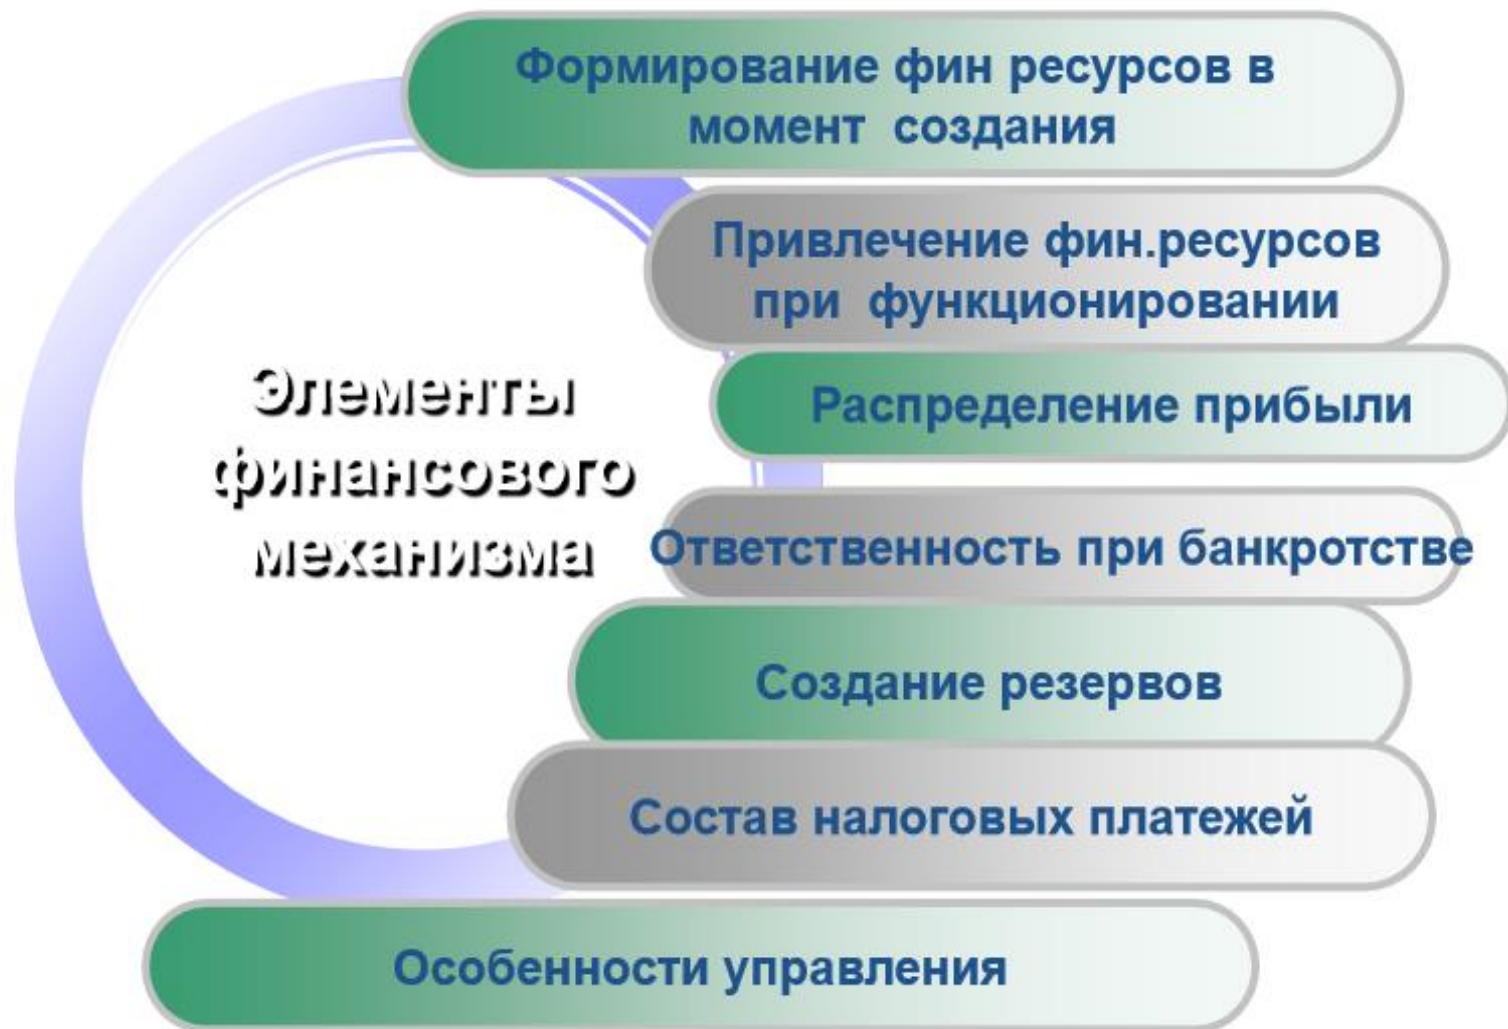 Формирование фин ресурсов в
момент создания
Привлечение фин.ресурсов
при функционировании
Распределение прибыли
Элементы
финансового
механизма
Ответственность при банкротстве
Создание резервов
Состав налоговых платежей
Особенности управления